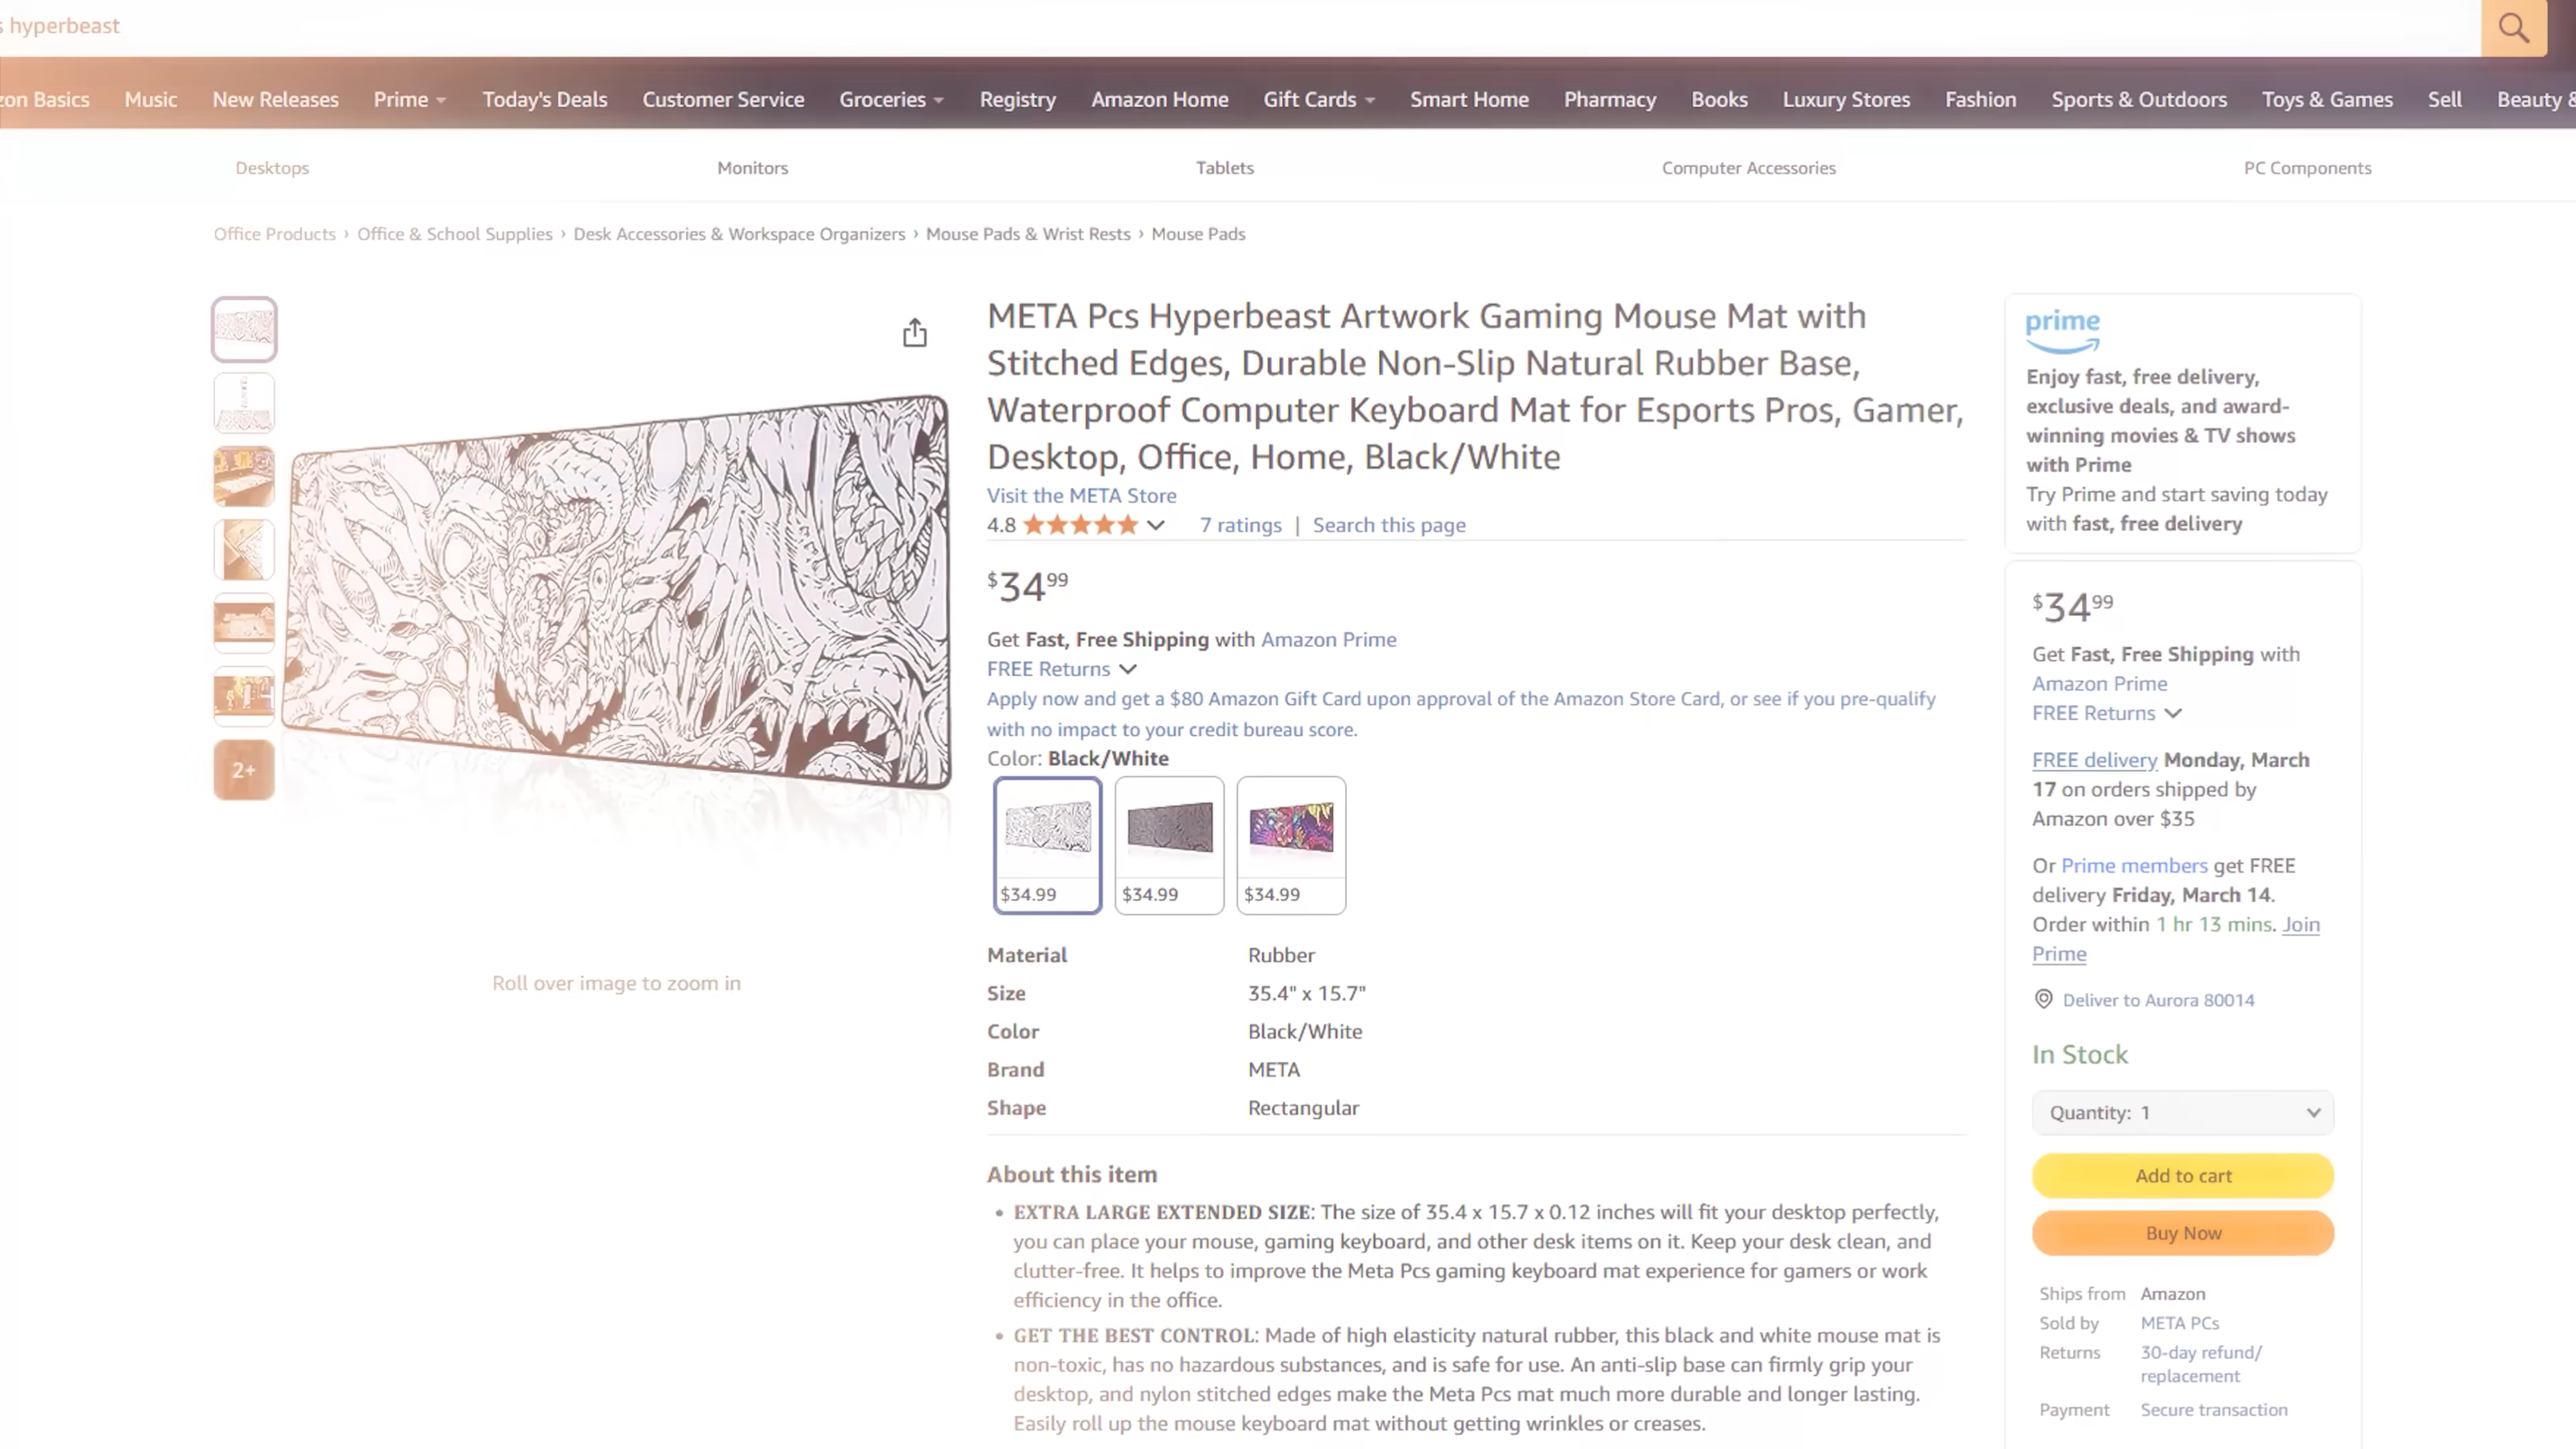 hyperbeast
Basics Music New Releases Prime Today's Deals Customer Service Groceries Registry Amazon Home Gift Cards Smart Home Pharmacy Books Luxury Stores Fashion Sports & Outdoors Toys & Games Sell Beauty &
Desktops Monitors Tablets Computer Accessories PC Components
Office Products › Office & School Supplies › Desk Accessories & Workspace Organizers › Mouse Pads & Wrist Rests › Mouse Pads
2+
Roll over image to zoom in
META Pcs Hyperbeast Artwork Gaming Mouse Mat with
Stitched Edges, Durable Non-Slip Natural Rubber Base,
Waterproof Computer Keyboard Mat for Esports Pros, Gamer,
Desktop, Office, Home, Black/White
Visit the META Store
4.8 7 ratings | Search this page
$34 99
Get Fast, Free Shipping with Amazon Prime
FREE Returns
Apply now and get a $80 Amazon Gift Card upon approval of the Amazon Store Card, or see if you pre-qualify
with no impact to your credit bureau score.
Color: Black/White
$34.99 $34.99 $34.99
Material Rubber
Size 35.4" x 15.7"
Color Black/White
Brand META
Shape Rectangular
About this item
• EXTRA LARGE EXTENDED SIZE: The size of 35.4 x 15.7 x 0.12 inches will fit your desktop perfectly,
you can place your mouse, gaming keyboard, and other desk items on it. Keep your desk clean, and
clutter-free. It helps to improve the Meta Pcs gaming keyboard mat experience for gamers or work
efficiency in the office.
• GET THE BEST CONTROL: Made of high elasticity natural rubber, this black and white mouse mat is
non-toxic, has no hazardous substances, and is safe for use. An anti-slip base can firmly grip your
desktop, and nylon stitched edges make the Meta Pcs mat much more durable and longer lasting.
Easily roll up the mouse keyboard mat without getting wrinkles or creases.
prime
Enjoy fast, free delivery,
exclusive deals, and award-
winning movies & TV shows
with Prime
Try Prime and start saving today
with fast, free delivery
$34 99
Get Fast, Free Shipping with
Amazon Prime
FREE Returns
FREE delivery Monday, March
17 on orders shipped by
Amazon over $35
Or Prime members get FREE
delivery Friday, March 14.
Order within 1 hr 13 mins. Join
Prime
Deliver to Aurora 80014
In Stock
Quantity: 1
Add to cart
Buy Now
Ships from Amazon
Sold by META PCs
Returns 30-day refund/
replacement
Payment Secure transaction